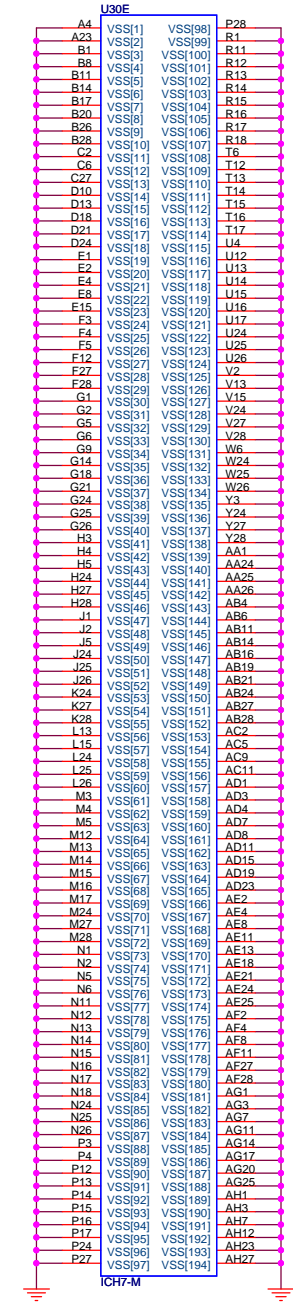 U30E
A4 VSS[1] VSS[98] P28
A23 VSS[2] VSS[99] R1
B1 VSS[3] VSS[100] R11
B8 VSS[4] VSS[101] R12
B11 VSS[5] VSS[102] R13
B14 VSS[6] VSS[103] R14
B17 VSS[7] VSS[104] R15
B20 VSS[8] VSS[105] R16
B26 VSS[9] VSS[106] R17
B28 VSS[10] VSS[107] R18
C2 VSS[11] VSS[108] T6
C6 VSS[12] VSS[109] T12
C27 VSS[13] VSS[110] T13
D10 VSS[14] VSS[111] T14
D13 VSS[15] VSS[112] T15
D18 VSS[16] VSS[113] T16
D21 VSS[17] VSS[114] T17
D24 VSS[18] VSS[115] U4
E1 VSS[19] VSS[116] U12
E2 VSS[20] VSS[117] U13
E4 VSS[21] VSS[118] U14
E8 VSS[22] VSS[119] U15
E15 VSS[23] VSS[120] U16
F3 VSS[24] VSS[121] U17
F4 VSS[25] VSS[122] U24
F5 VSS[26] VSS[123] U25
F12 VSS[27] VSS[124] U26
F27 VSS[28] VSS[125] V2
F28 VSS[29] VSS[126] V13
G1 VSS[30] VSS[127] V15
G2 VSS[31] VSS[128] V24
G5 VSS[32] VSS[129] V27
G6 VSS[33] VSS[130] V28
G9 VSS[34] VSS[131] W6
G14 VSS[35] VSS[132] W24
G18 VSS[36] VSS[133] W25
G21 VSS[37] VSS[134] W26
G24 VSS[38] VSS[135] Y3
G25 VSS[39] VSS[136] Y24
G26 VSS[40] VSS[137] Y27
H3 VSS[41] VSS[138] Y28
H4 VSS[42] VSS[139] AA1
H5 VSS[43] VSS[140] AA24
H24 VSS[44] VSS[141] AA25
H27 VSS[45] VSS[142] AA26
H28 VSS[46] VSS[143] AB4
J1 VSS[47] VSS[144] AB6
J2 VSS[48] VSS[145] AB11
J5 VSS[49] VSS[146] AB14
J24 VSS[50] VSS[147] AB16
J25 VSS[51] VSS[148] AB19
J26 VSS[52] VSS[149] AB21
K24 VSS[53] VSS[150] AB24
K27 VSS[54] VSS[151] AB27
K28 VSS[55] VSS[152] AB28
L13 VSS[56] VSS[153] AC2
L15 VSS[57] VSS[154] AC5
L24 VSS[58] VSS[155] AC9
L25 VSS[59] VSS[156] AC11
L26 VSS[60] VSS[157] AD1
M3 VSS[61] VSS[158] AD3
M4 VSS[62] VSS[159] AD4
M5 VSS[63] VSS[160] AD7
M12 VSS[64] VSS[161] AD8
M13 VSS[65] VSS[162] AD11
M14 VSS[66] VSS[163] AD15
M15 VSS[67] VSS[164] AD19
M16 VSS[68] VSS[165] AD23
M17 VSS[69] VSS[166] AE2
M24 VSS[70] VSS[167] AE4
M27 VSS[71] VSS[168] AE8
M28 VSS[72] VSS[169] AE11
N1 VSS[73] VSS[170] AE13
N2 VSS[74] VSS[171] AE18
N5 VSS[75] VSS[172] AE21
N6 VSS[76] VSS[173] AE24
N11 VSS[77] VSS[174] AE25
N12 VSS[78] VSS[175] AF2
N13 VSS[79] VSS[176] AF4
N14 VSS[80] VSS[177] AF8
N15 VSS[81] VSS[178] AF11
N16 VSS[82] VSS[179] AF27
N17 VSS[83] VSS[180] AF28
N18 VSS[84] VSS[181] AG1
N24 VSS[85] VSS[182] AG3
N25 VSS[86] VSS[183] AG7
N26 VSS[87] VSS[184] AG11
P3 VSS[88] VSS[185] AG14
P4 VSS[89] VSS[186] AG17
P12 VSS[90] VSS[187] AG20
P13 VSS[91] VSS[188] AG25
P14 VSS[92] VSS[189] AH1
P15 VSS[93] VSS[190] AH3
P16 VSS[94] VSS[191] AH7
P17 VSS[95] VSS[192] AH12
P24 VSS[96] VSS[193] AH23
P27 VSS[97] VSS[194] AH27
ICH7-M